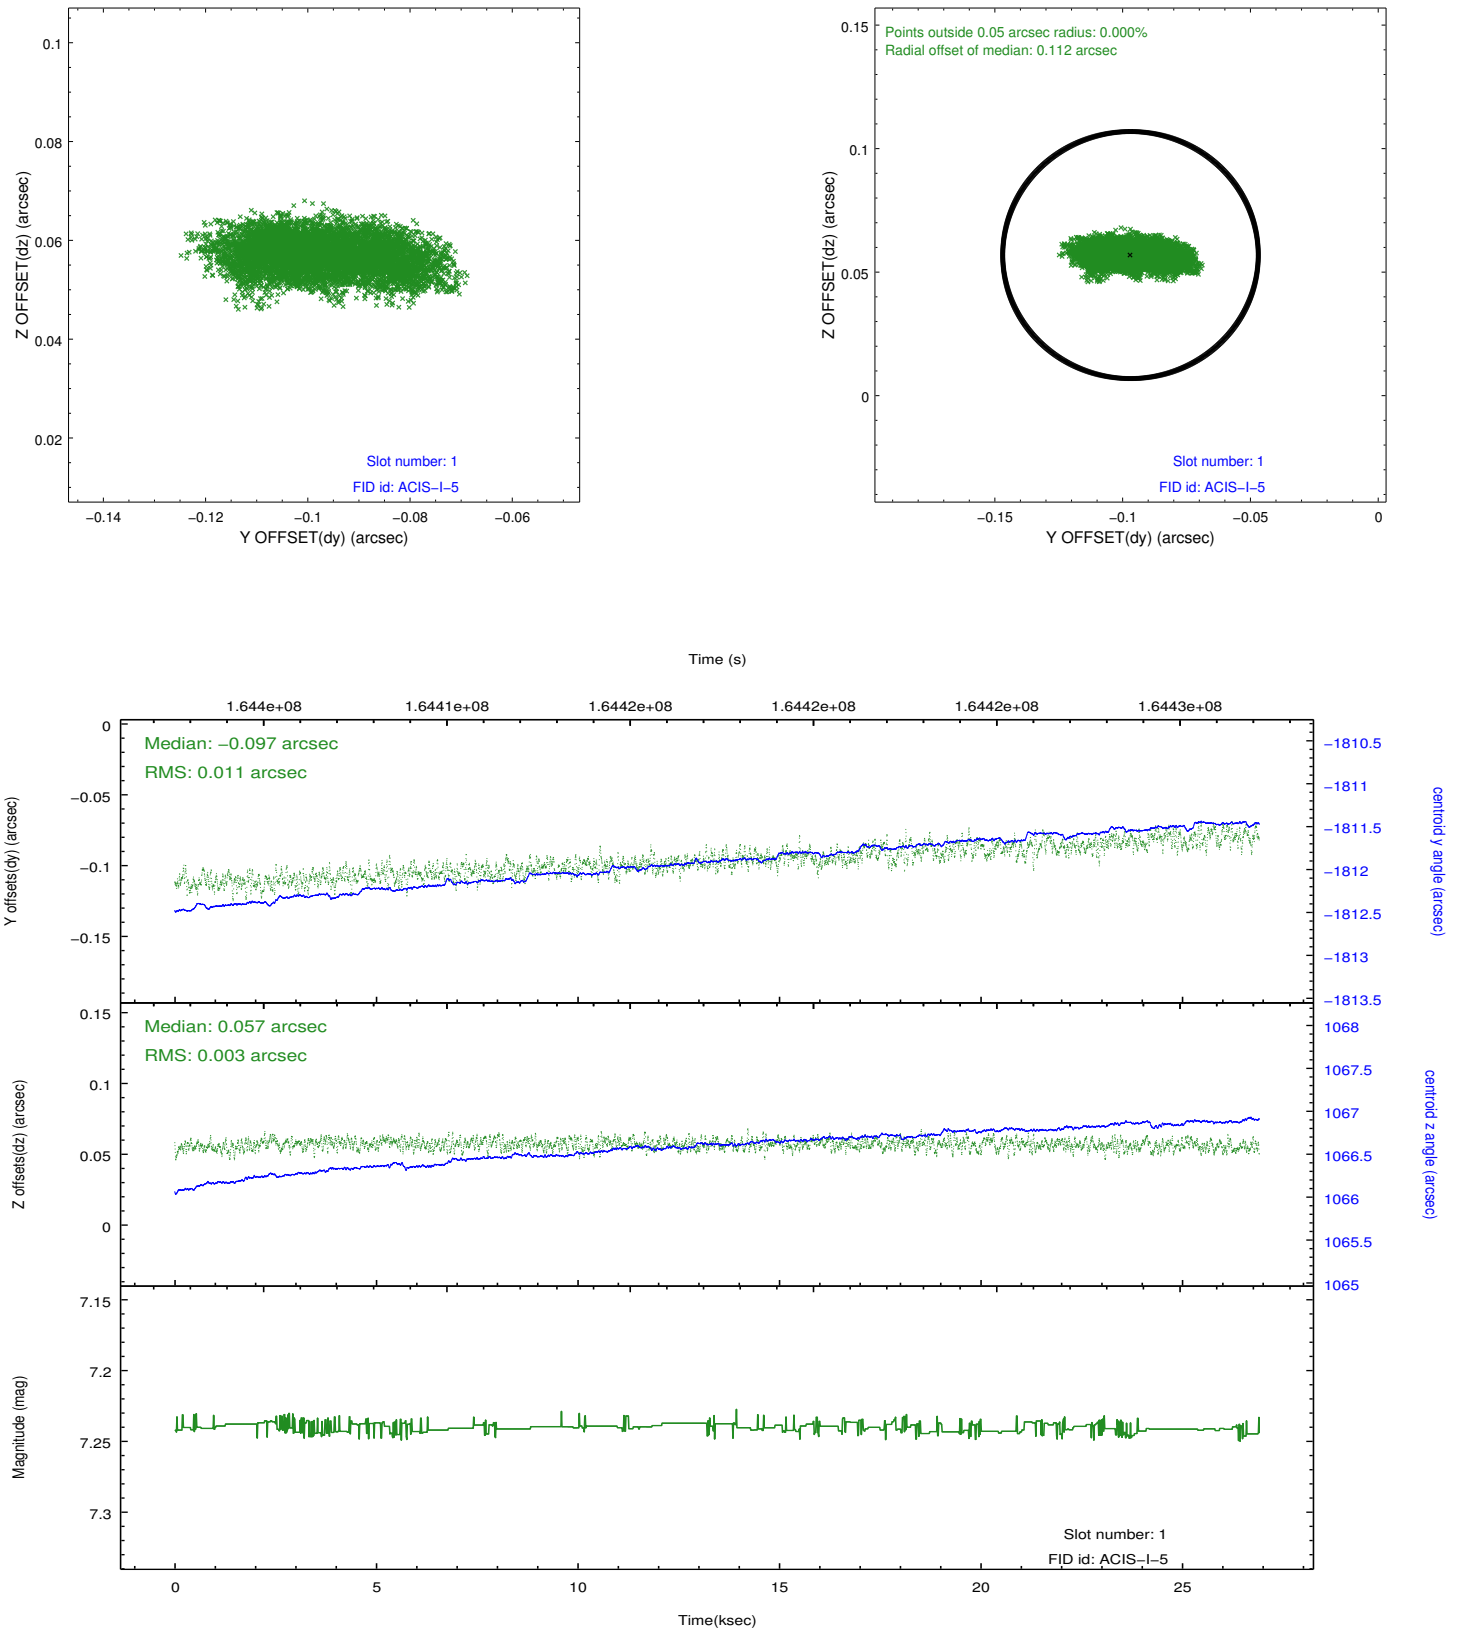 0.1
0.08
0.06
0.04
0.02
Z OFFSET(dz) (arcsec)
Slot number: 1
FID id: ACIS−I−5
−0.14 −0.12 −0.1 −0.08 −0.06
Y OFFSET(dy) (arcsec)
Points outside 0.05 arcsec radius: 0.000%
Radial offset of median: 0.112 arcsec
0.15
0.1
0.05
0
Z OFFSET(dz) (arcsec)
Slot number: 1
FID id: ACIS−I−5
−0.15 −0.1 −0.05 0
Y OFFSET(dy) (arcsec)
Time (s)
1.644e+08 1.6441e+08 1.6442e+08 1.6442e+08 1.6442e+08 1.6443e+08
Median: −0.097 arcsec
RMS: 0.011 arcsec
0
−0.05
−0.1
−0.15
Y offsets(dy) (arcsec)
−1810.5
−1811
−1811.5
−1812
−1812.5
−1813
−1813.5
centroid y angle (arcsec)
Median: 0.057 arcsec
RMS: 0.003 arcsec
0.15
0.1
0.05
0
Z offsets(dz) (arcsec)
1068
1067.5
1067
1066.5
1066
1065.5
1065
centroid z angle (arcsec)
7.15
7.2
7.25
7.3
Magnitude (mag)
Slot number: 1
FID id: ACIS−I−5
0 5 10 15 20 25
Time(ksec)